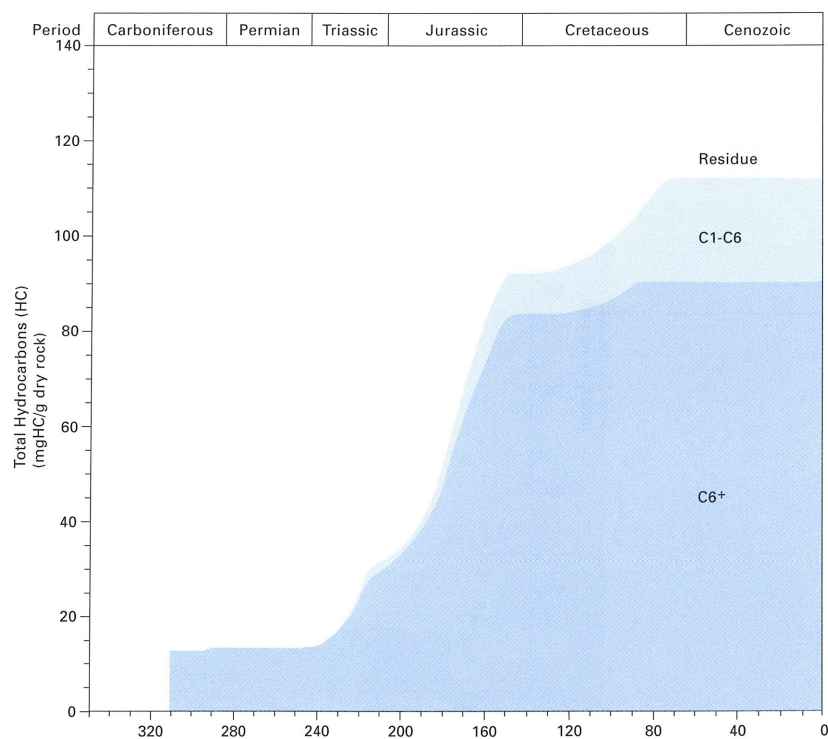 Period Carboniferous Permian Triassic Jurassic Cretaceous Cenozoic
140
120
100
80
60
40
20
0
Total Hydrocarbons (HC)
(mgHC/g dry rock)
Residue
C1-C6
C6+
320 280 240 200 160 120 80 40 0